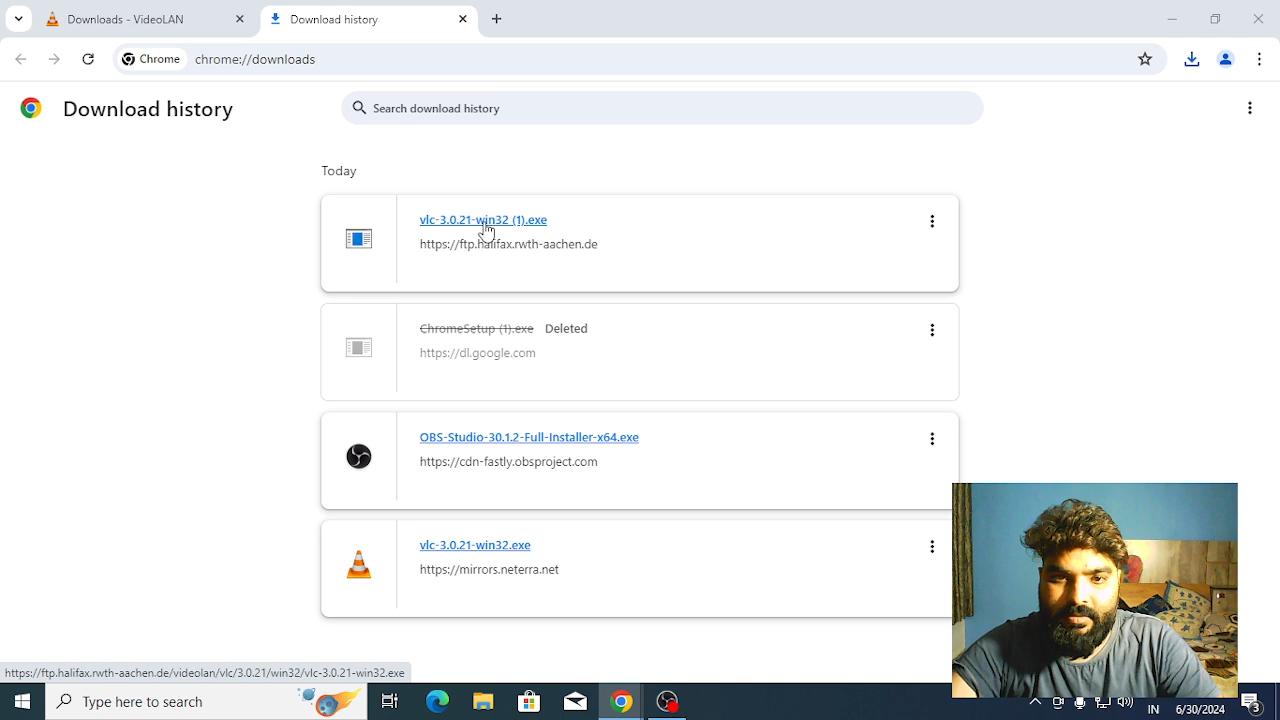 Downloads - VideoLAN
Download history
Chrome
chrome://downloads
Download history
Search download history
Today
vlc-3.0.21-win32 (1).exe
https://ftp.halifax.rwth-aachen.de
ChromeSetup (1).exe Deleted
https://dl.google.com
OBS-Studio-30.1.2-Full-Installer-x64.exe
https://cdn-fastly.obsproject.com
vlc-3.0.21-win32.exe
https://mirrors.neterra.net
https://ftp.halifax.rwth-aachen.de/videolan/vlc/3.0.21/win32/vlc-3.0.21-win32.exe
Type here to search
IN
6/30/2024
3